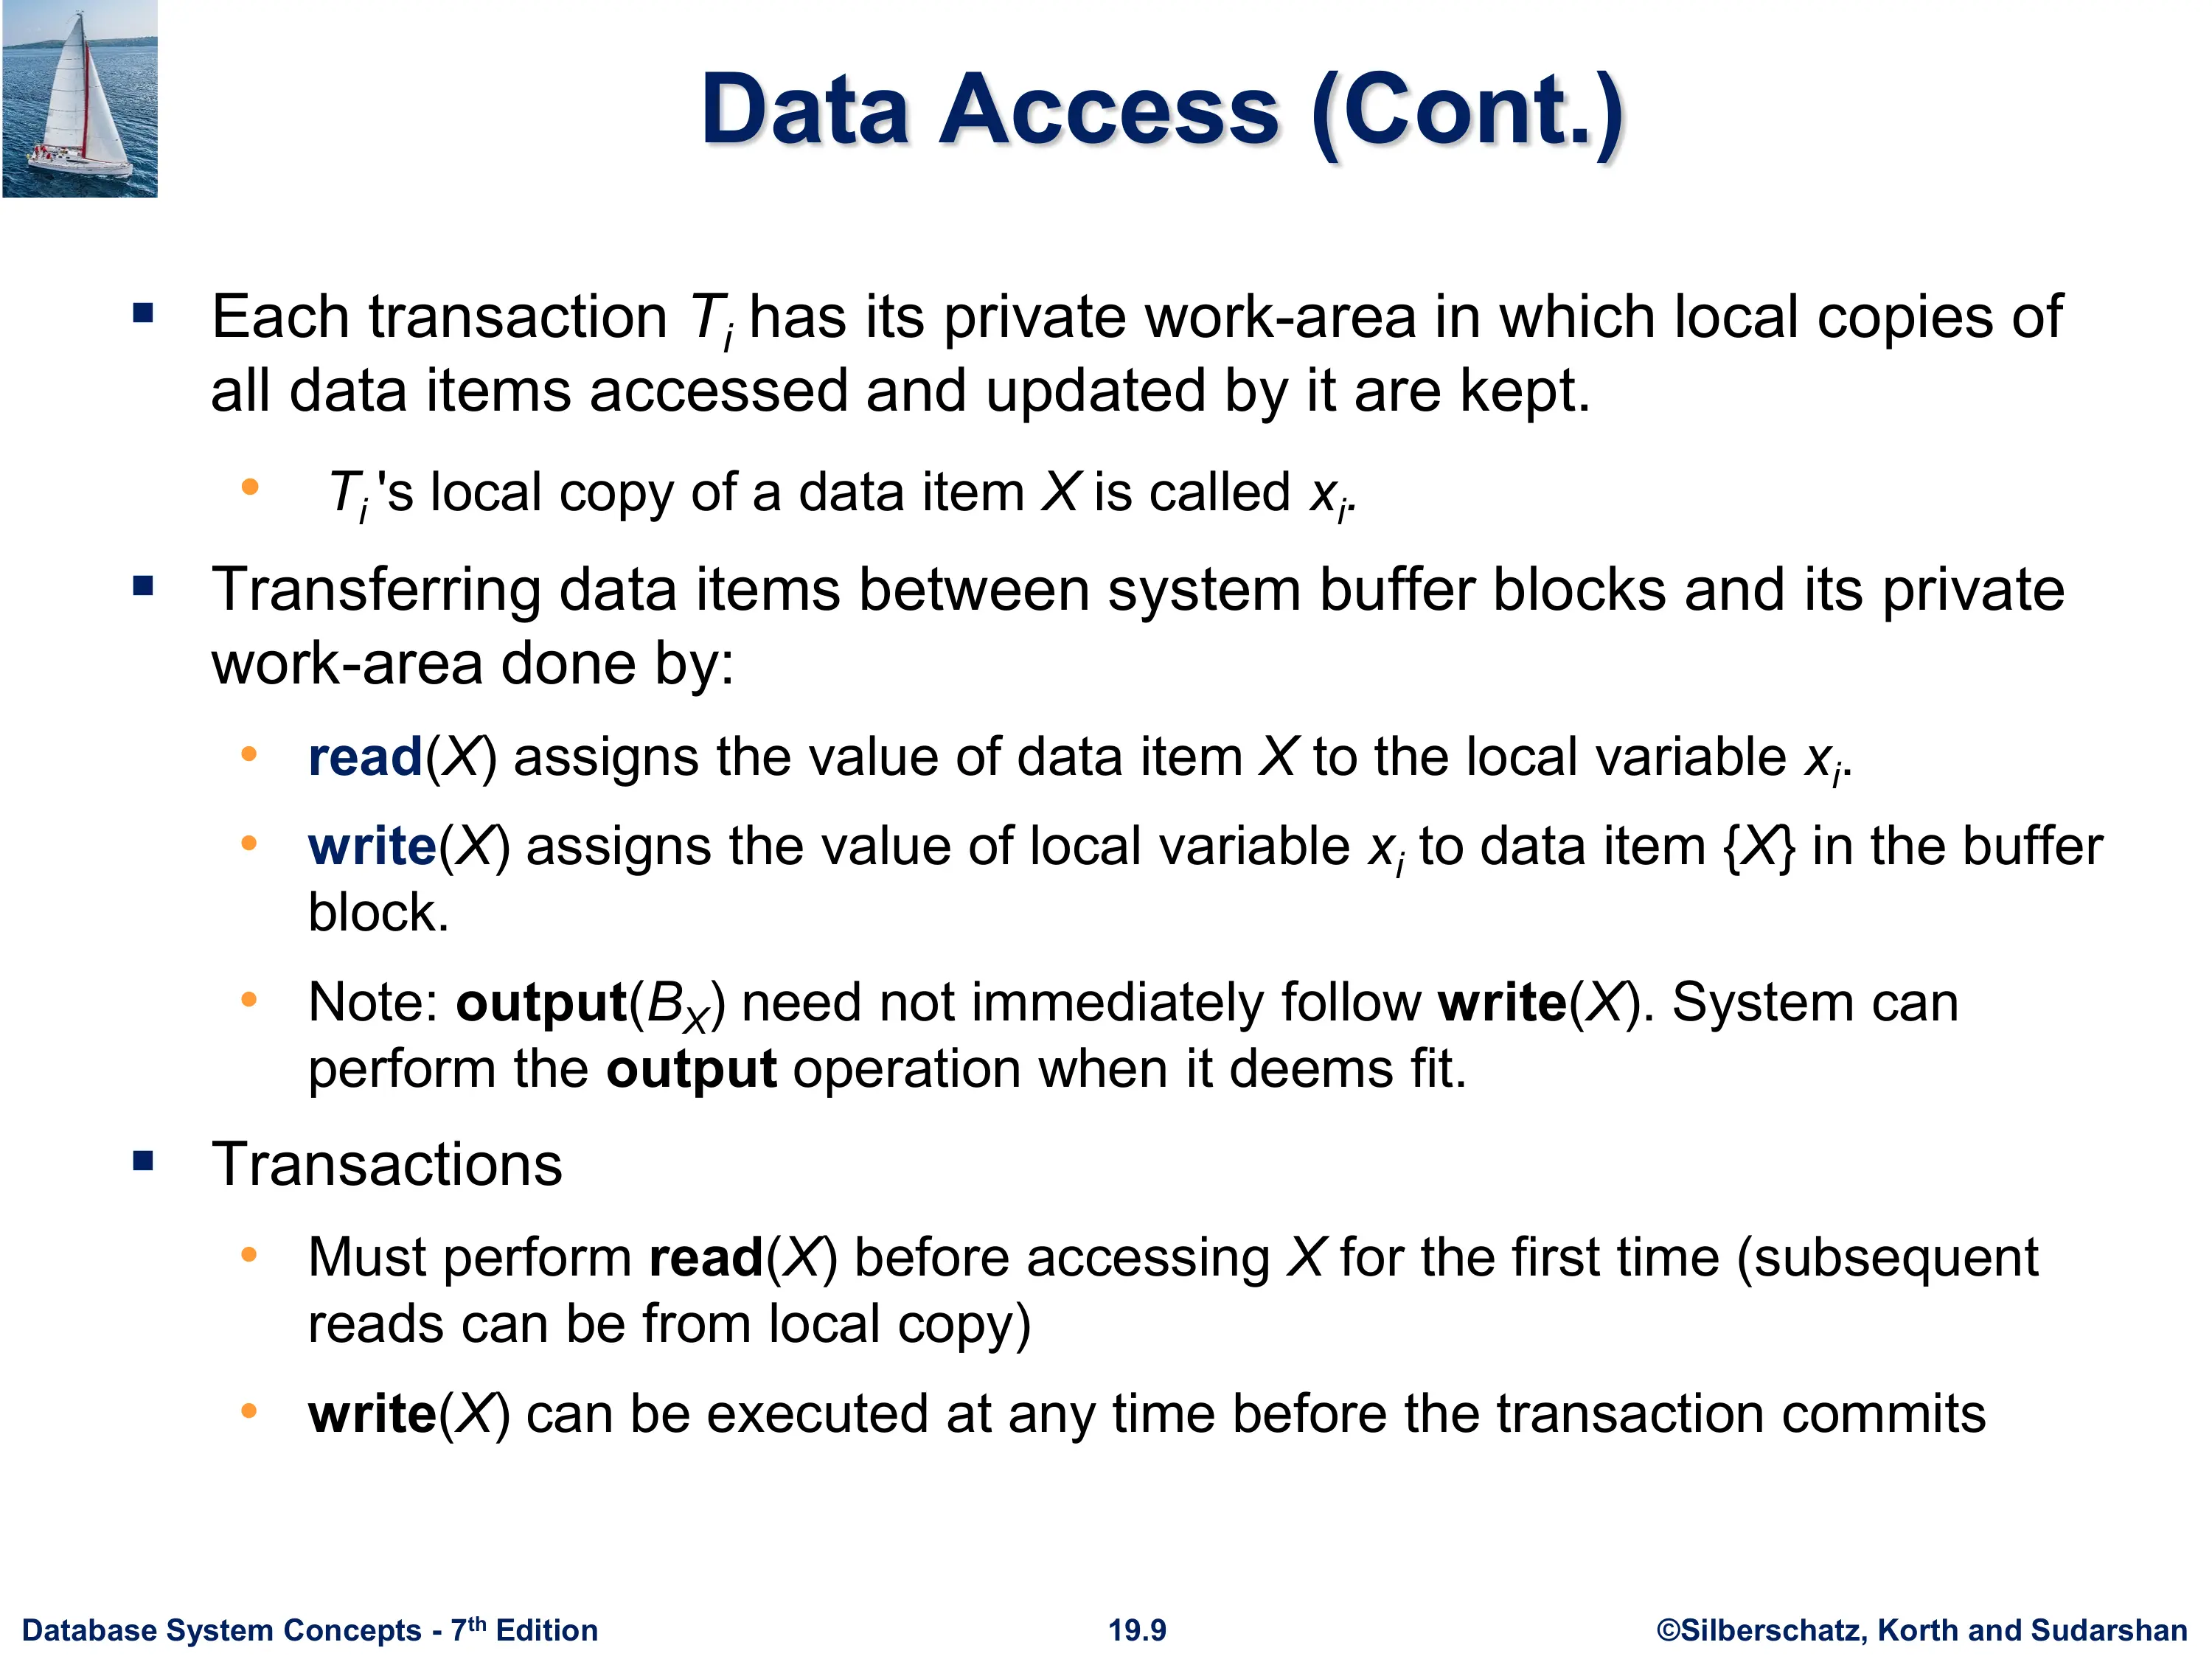 Data Access (Cont.)
▪ Each transaction Tᵢ has its private work-area in which local copies of
all data items accessed and updated by it are kept.
• Tᵢ 's local copy of a data item X is called xᵢ.
▪ Transferring data items between system buffer blocks and its private
work-area done by:
• read(X) assigns the value of data item X to the local variable xᵢ.
• write(X) assigns the value of local variable xᵢ to data item {X} in the buffer
block.
• Note: output(B_X) need not immediately follow write(X). System can
perform the output operation when it deems fit.
▪ Transactions
• Must perform read(X) before accessing X for the first time (subsequent
reads can be from local copy)
• write(X) can be executed at any time before the transaction commits
Database System Concepts - 7th Edition 19.9 ©Silberschatz, Korth and Sudarshan